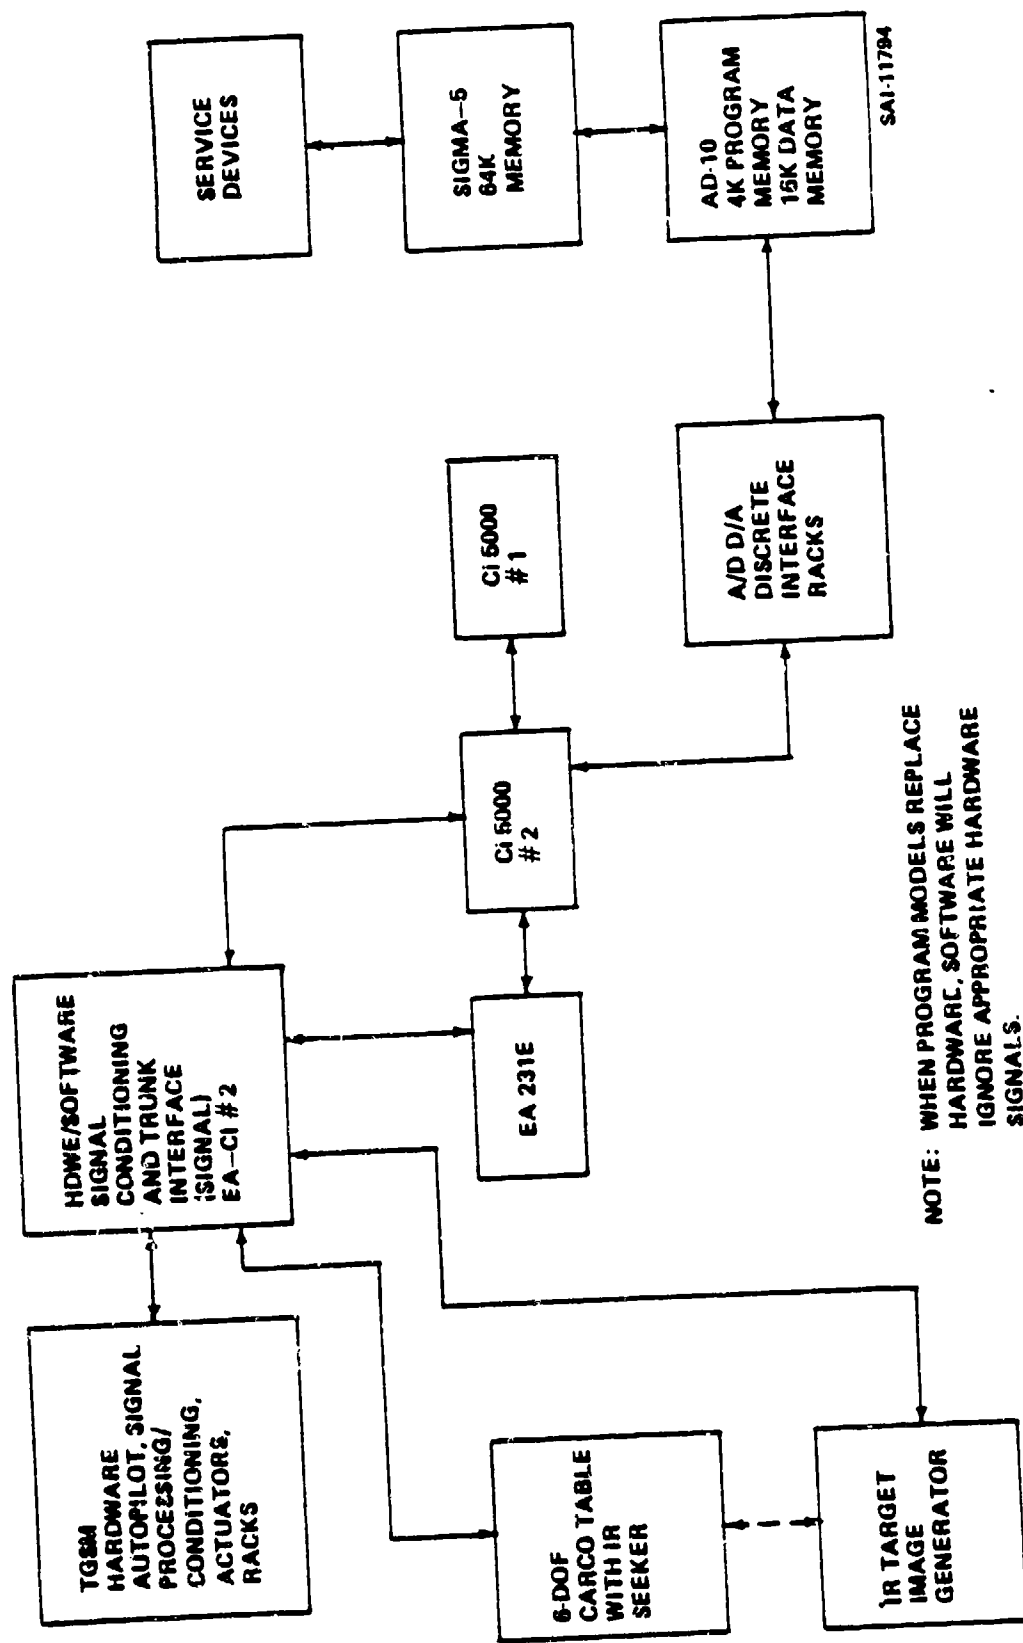 TGSM
HARDWARE
AUTOPILOT, SIGNAL
PROCESSING/
CONDITIONING,
ACTUATORS,
RACKS
HDWE/SOFTWARE
SIGNAL
CONDITIONING
AND TRUNK
INTERFACE
(SIGNAL)
EA-CI #2
SERVICE
DEVICES
SIGMA-5
64K
MEMORY
AD-10
4K PROGRAM
MEMORY
16K DATA
MEMORY
Ci 5000
#1
Ci 5000
#2
EA 231E
A/D D/A
DISCRETE
INTERFACE
RACKS
6-DOF
CARCO TABLE
WITH IR
SEEKER
IR TARGET
IMAGE
GENERATOR
NOTE: WHEN PROGRAM MODELS REPLACE
HARDWARE, SOFTWARE WILL
IGNORE APPROPRIATE HARDWARE
SIGNALS.
SAI-11794